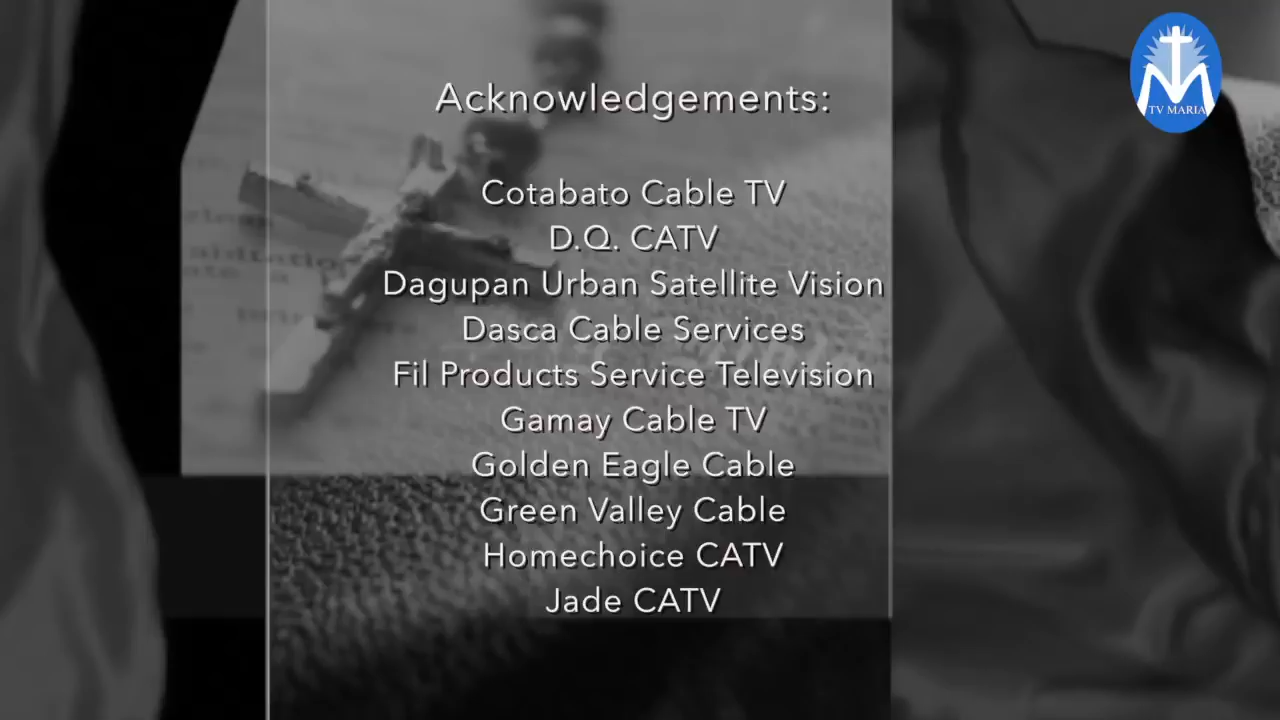 TV MARIA
Acknowledgements:
Cotabato Cable TV
D.Q. CATV
Dagupan Urban Satellite Vision
Dasca Cable Services
Fil Products Service Television
Gamay Cable TV
Golden Eagle Cable
Green Valley Cable
Homechoice CATV
Jade CATV